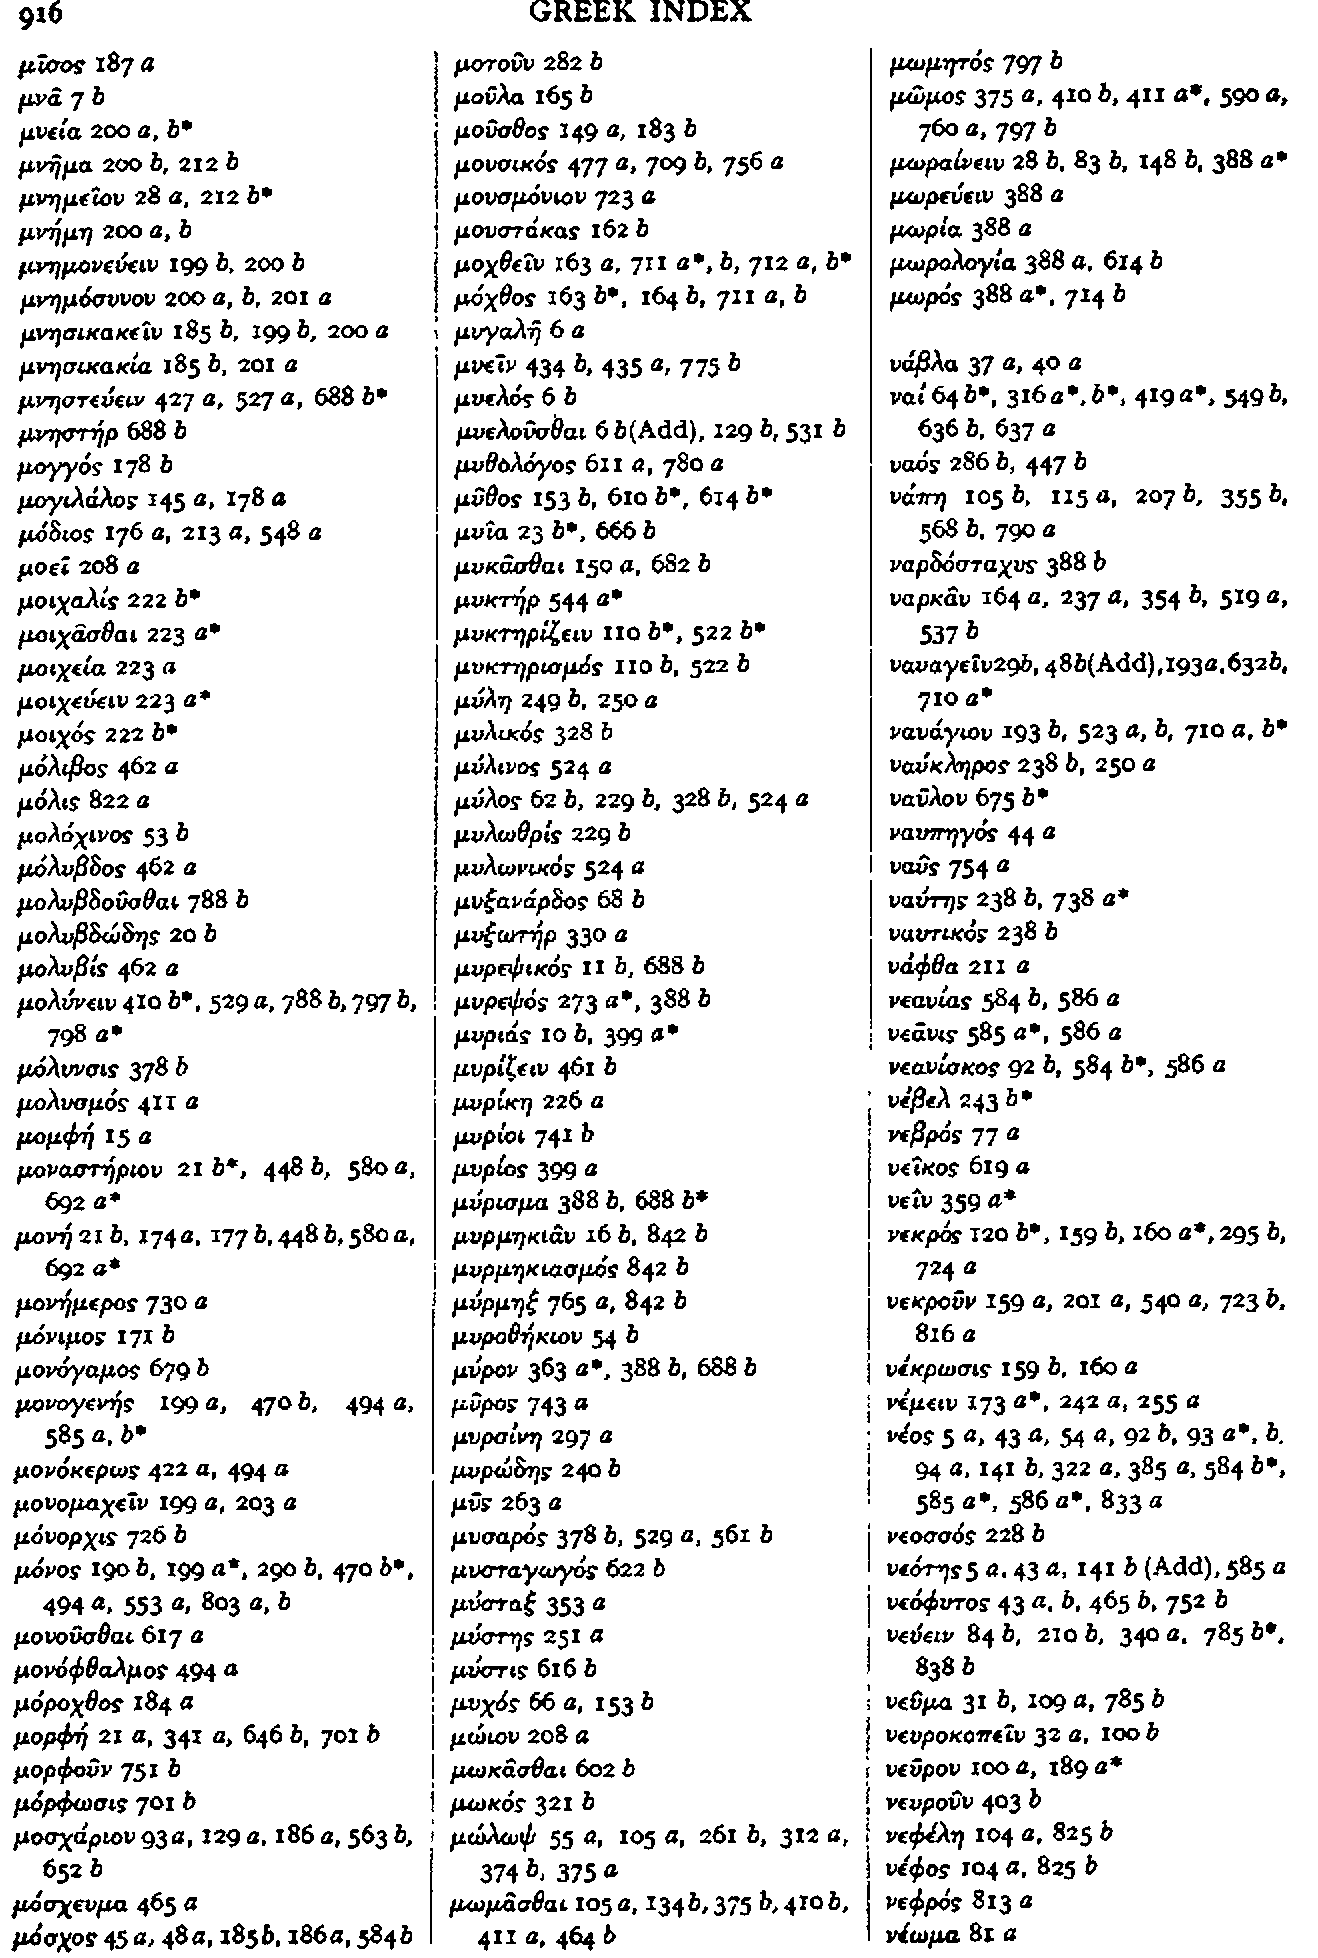 916
GREEK INDEX
μῖσος 187 a
μνᾶ 7 b
μνεία 200 a, b*
μνῆμα 200 b, 212 b
μνημεῖον 28 a, 212 b*
μνήμη 200 a, b
μνημονεύειν 199 b, 200 b
μνημόσυνον 200 a, b, 201 a
μνησικακεῖν 185 b, 199 b, 200 a
μνησικακία 185 b, 201 a
μνηστεύειν 427 a, 527 a, 688 b*
μνηστήρ 688 b
μογγός 178 b
μογιλάλος 145 a, 178 a
μόδιος 176 a, 213 a, 548 a
μοεῖ 208 a
μοιχαλίς 222 b*
μοιχᾶσθαι 223 a*
μοιχεία 223 a
μοιχεύειν 223 a*
μοιχός 222 b*
μόλιβος 462 a
μόλις 822 a
μολόχινος 53 b
μόλυβδος 462 a
μολυβδοῦσθαι 788 b
μολυβδώδης 20 b
μολυβίς 462 a
μολύνειν 410 b*, 529 a, 788 b, 797 b,
798 a*
μόλυνσις 378 b
μολυσμός 411 a
μομφή 15 a
μοναστήριον 21 b*, 448 b, 580 a,
692 a*
μονή 21 b, 174 a, 177 b, 448 b, 580 a,
692 a*
μονήμερος 730 a
μόνιμος 171 b
μονόγαμος 679 b
μονογενής 199 a, 470 b, 494 a,
585 a, b*
μονόκερως 422 a, 494 a
μονομαχεῖν 199 a, 203 a
μόνορχις 726 b
μόνος 190 b, 199 a*, 290 b, 470 b*,
494 a, 553 a, 803 a, b
μονοῦσθαι 617 a
μονόφθαλμος 494 a
μόροχθος 184 a
μορφή 21 a, 341 a, 646 b, 701 b
μορφοῦν 751 b
μόρφωσις 701 b
μοσχάριον 93 a, 129 a, 186 a, 563 b,
652 b
μόσχευμα 465 a
μόσχος 45 a, 48 a, 185 b, 186 a, 584 b
μοτοῦν 282 b
μοῦλα 165 b
μοῦσθος 149 a, 183 b
μουσικός 477 a, 709 b, 756 a
μουσμόνιον 723 a
μουστάκας 162 b
μοχθεῖν 163 a, 711 a*, b, 712 a, b*
μόχθος 163 b*, 164 b, 711 a, b
μυγαλῆ 6 a
μυεῖν 434 b, 435 a, 775 b
μυελός 6 b
μυελοῦσθαι 6 b (Add), 129 b, 531 b
μυθολόγος 611 a, 780 a
μῦθος 153 b, 610 b*, 614 b*
μυῖα 23 b*, 666 b
μυκᾶσθαι 150 a, 682 b
μυκτήρ 544 a*
μυκτηρίζειν 110 b*, 522 b*
μυκτηρισμός 110 b, 522 b
μύλη 249 b, 250 a
μυλικός 328 b
μύλινος 524 a
μύλος 62 b, 229 b, 328 b, 524 a
μυλωθρίς 229 b
μυλωνικός 524 a
μυξανάρδος 68 b
μυξωτήρ 330 a
μυρεψικός 11 b, 688 b
μυρεψός 273 a*, 388 b
μυριάς 10 b, 399 a*
μυρίζειν 461 b
μυρίκη 226 a
μυρίοι 741 b
μυρίος 399 a
μύρισμα 388 b, 688 b*
μυρμηκιᾶν 16 b, 842 b
μυρμηκιασμός 842 b
μύρμηξ 765 a, 842 b
μυροθήκιον 54 b
μύρον 363 a*, 388 b, 688 b
μῦρος 743 a
μυρσίνη 297 a
μυρώδης 240 b
μῦς 263 a
μυσαρός 378 b, 529 a, 561 b
μυσταγωγός 622 b
μύσταξ 353 a
μύστης 251 a
μύστις 616 b
μυχός 66 a, 153 b
μώιον 208 a
μωκᾶσθαι 602 b
μωκός 321 b
μώλωψ 55 a, 105 a, 261 b, 312 a,
374 b, 375 a
μωμᾶσθαι 105 a, 134 b, 375 b, 410 b,
411 a, 464 b
μωμητός 797 b
μῶμος 375 a, 410 b, 411 a*, 590 a,
760 a, 797 b
μωραίνειν 28 b, 83 b, 148 b, 388 a*
μωρεύειν 388 a
μωρία 388 a
μωρολογία 388 a, 614 b
μωρός 388 a*, 714 b
νάβλα 37 a, 40 a
ναί 64 b*, 316 a*, b*, 419 a*, 549 b,
636 b, 637 a
ναός 286 b, 447 b
νάπη 105 b, 115 a, 207 b, 355 b,
568 b, 790 a
ναρδόσταχυς 388 b
ναρκᾶν 164 a, 237 a, 354 b, 519 a,
537 b
ναυαγεῖν 29 b, 48 b (Add), 193 a, 632 b,
710 a*
ναυάγιον 193 b, 523 a, b, 710 a, b*
ναύκληρος 238 b, 250 a
ναῦλον 675 b*
ναυπηγός 44 a
ναῦς 754 a
ναύτης 238 b, 738 a*
ναυτικός 238 b
νάφθα 211 a
νεανίας 584 b, 586 a
νεᾶνις 585 a*, 586 a
νεανίσκος 92 b, 584 b*, 586 a
νέβελ 243 b*
νεβρός 77 a
νεῖκος 619 a
νεῖν 359 a*
νεκρός 120 b*, 159 b, 160 a*, 295 b,
724 a
νεκροῦν 159 a, 201 a, 540 a, 723 b,
816 a
νέκρωσις 159 b, 160 a
νέμειν 173 a*, 242 a, 255 a
νέος 5 a, 43 a, 54 a, 92 b, 93 a*, b,
94 a, 141 b, 322 a, 385 a, 584 b*,
585 a*, 586 a*, 833 a
νεοσσός 228 b
νεότης 5 a, 43 a, 141 b (Add), 585 a
νεόφυτος 43 a, b, 465 b, 752 b
νεύειν 84 b, 210 b, 340 a, 785 b*,
838 b
νεῦμα 31 b, 109 a, 785 b
νευροκοπεῖν 32 a, 100 b
νεῦρον 100 a, 189 a*
νευροῦν 403 b
νεφέλη 104 a, 825 b
νέφος 104 a, 825 b
νεφρός 813 a
νέωμα 81 a